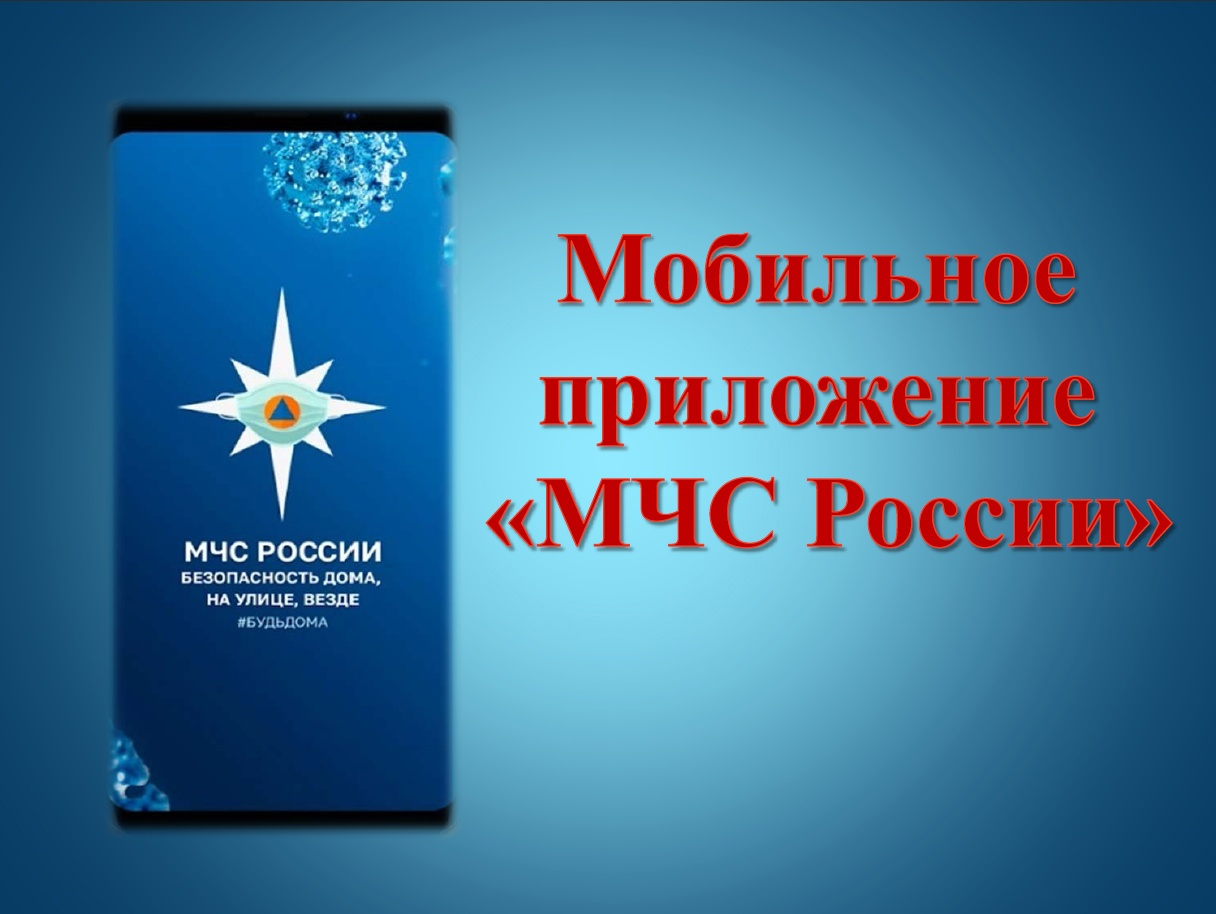 Мобильное
приложение
«МЧС России»
МЧС РОССИИ
БЕЗОПАСНОСТЬ ДОМА,
НА УЛИЦЕ, ВЕЗДЕ
#БУДЬДОМА